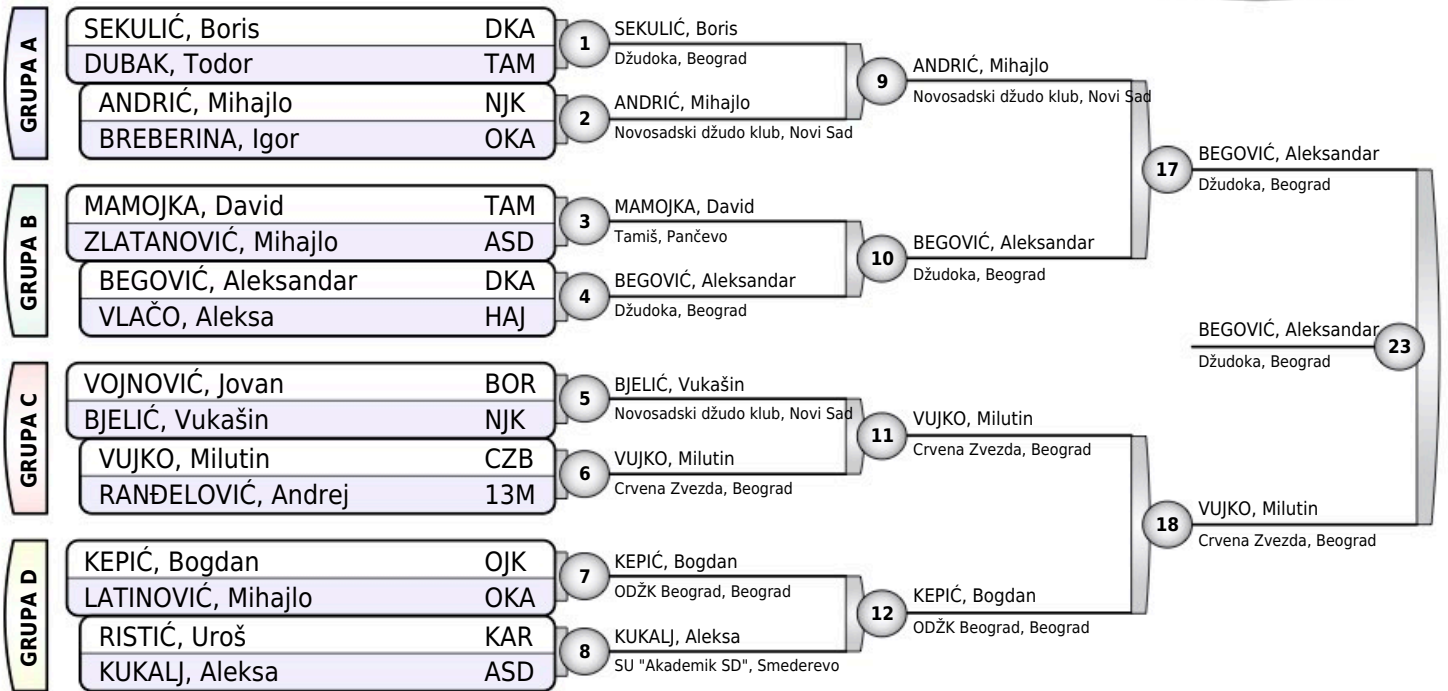 GRUPA A
SEKULIĆ, Boris DKA
DUBAK, Todor TAM
ANDRIĆ, Mihajlo NJK
BREBERINA, Igor OKA
GRUPA B
MAMOJKA, David TAM
ZLATANOVIĆ, Mihajlo ASD
BEGOVIĆ, Aleksandar DKA
VLAČO, Aleksa HAJ
GRUPA C
VOJNOVIĆ, Jovan BOR
BJELIĆ, Vukašin NJK
VUJKO, Milutin CZB
RANĐELOVIĆ, Andrej 13M
GRUPA D
KEPIĆ, Bogdan OJK
LATINOVIĆ, Mihajlo OKA
RISTIĆ, Uroš KAR
KUKALJ, Aleksa ASD
1
SEKULIĆ, Boris
Džudoka, Beograd
2
ANDRIĆ, Mihajlo
Novosadski džudo klub, Novi Sad
3
MAMOJKA, David
Tamiš, Pančevo
4
BEGOVIĆ, Aleksandar
Džudoka, Beograd
5
BJELIĆ, Vukašin
Novosadski džudo klub, Novi Sad
6
VUJKO, Milutin
Crvena Zvezda, Beograd
7
KEPIĆ, Bogdan
ODŽK Beograd, Beograd
8
KUKALJ, Aleksa
SU "Akademik SD", Smederevo
9
ANDRIĆ, Mihajlo
Novosadski džudo klub, Novi Sad
10
BEGOVIĆ, Aleksandar
Džudoka, Beograd
11
VUJKO, Milutin
Crvena Zvezda, Beograd
12
KEPIĆ, Bogdan
ODŽK Beograd, Beograd
17
BEGOVIĆ, Aleksandar
Džudoka, Beograd
18
VUJKO, Milutin
Crvena Zvezda, Beograd
BEGOVIĆ, Aleksandar
23
Džudoka, Beograd